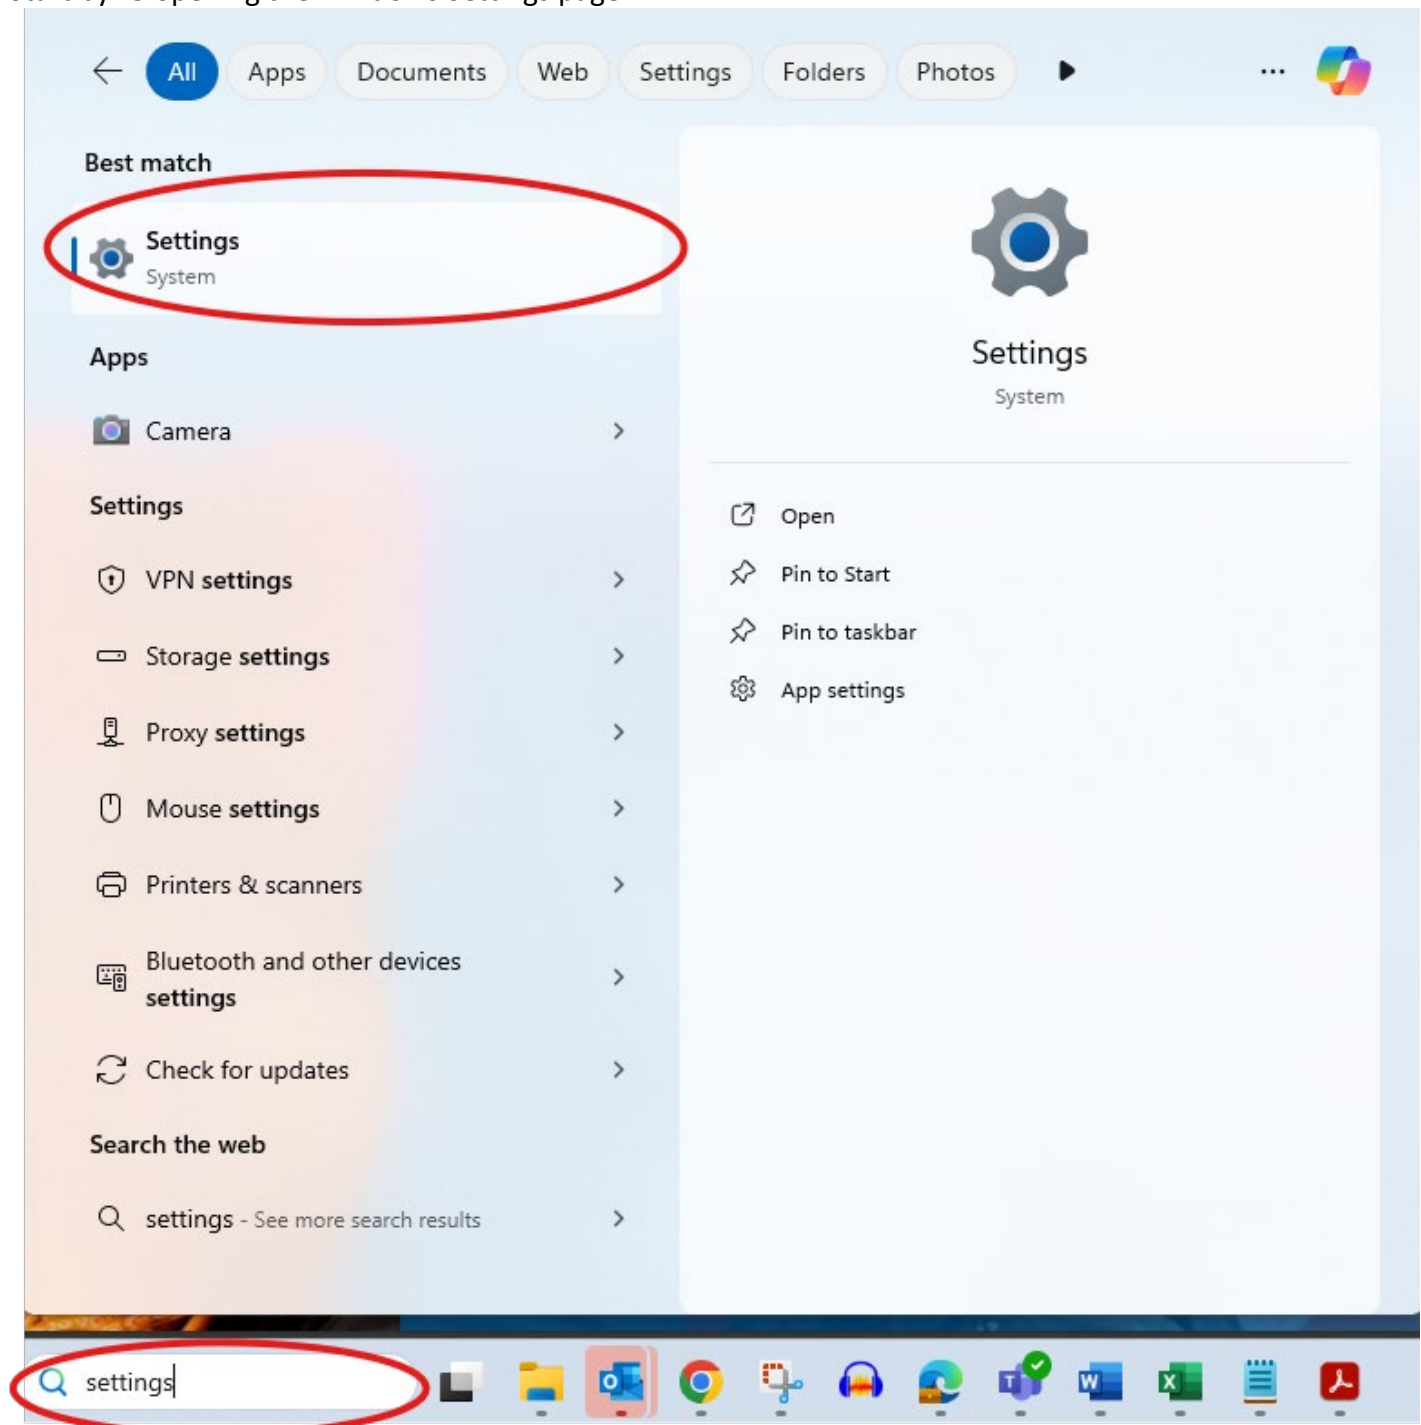 All Apps Documents Web Settings Folders Photos ...
Best match
Settings
System
Settings
System
Apps
Camera
Settings
VPN settings
Storage settings
Proxy settings
Mouse settings
Printers & scanners
Bluetooth and other devices
settings
Check for updates
Search the web
settings - See more search results
Open
Pin to Start
Pin to taskbar
App settings
settings